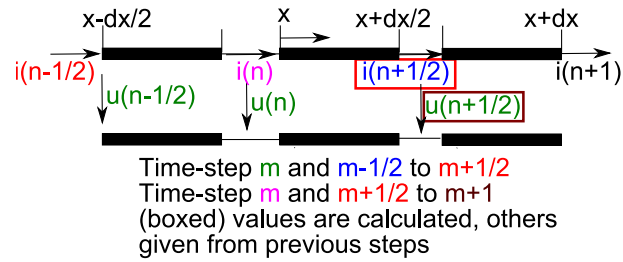 x-dx/2 x x+dx/2 x+dx
i(n-1/2) i(n) i(n+1/2) i(n+1)
u(n-1/2) u(n) u(n+1/2)
Time-step m and m-1/2 to m+1/2
Time-step m and m+1/2 to m+1
(boxed) values are calculated, others
given from previous steps